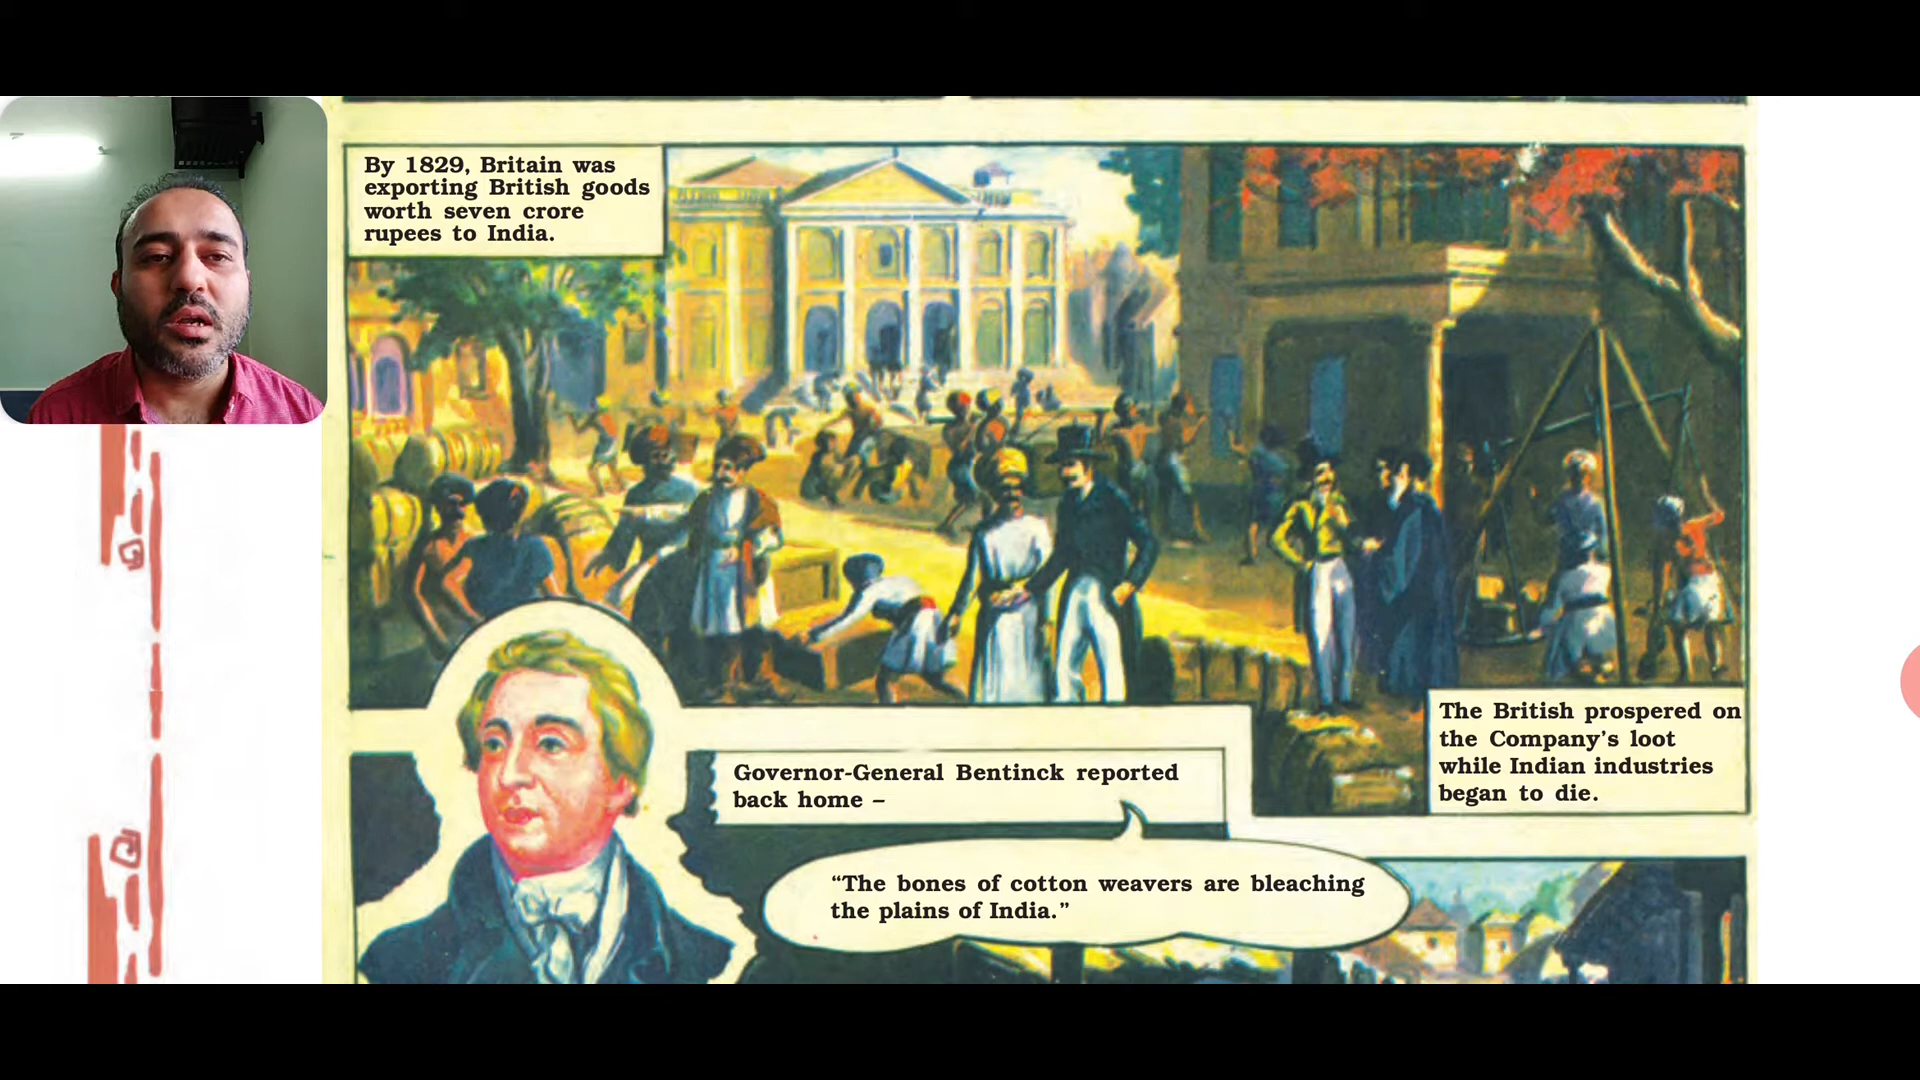 By 1829, Britain was
exporting British goods
worth seven crore
rupees to India.
The British prospered on
the Company’s loot
while Indian industries
began to die.
Governor-General Bentinck reported
back home –
“The bones of cotton weavers are bleaching
the plains of India.”